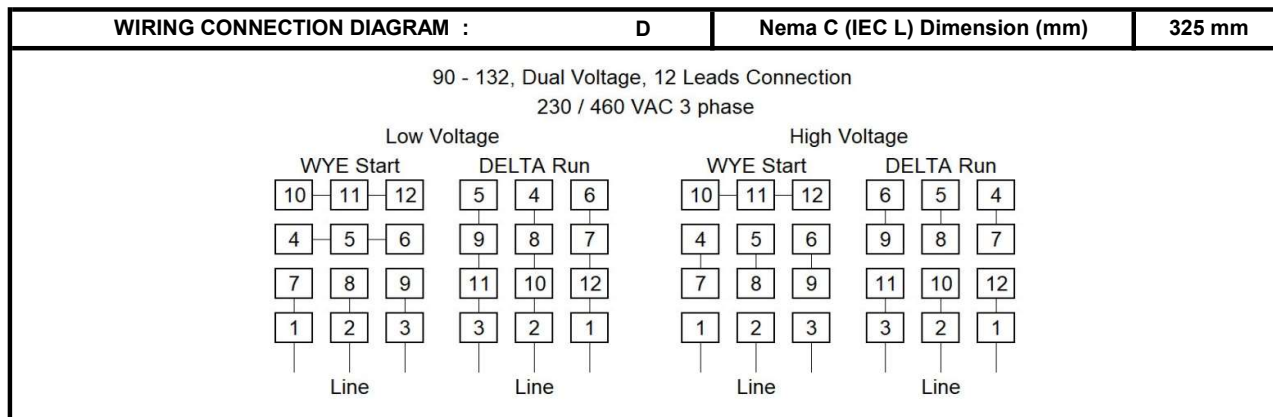 WIRING CONNECTION DIAGRAM : D Nema C (IEC L) Dimension (mm) 325 mm
90 - 132, Dual Voltage, 12 Leads Connection
230 / 460 VAC 3 phase
Low Voltage High Voltage
WYE Start DELTA Run WYE Start DELTA Run
10 11 12 5 4 6 10 11 12 6 5 4
4 5 6 9 8 7 4 5 6 9 8 7
7 8 9 11 10 12 7 8 9 11 10 12
1 2 3 3 2 1 1 2 3 3 2 1
Line Line Line Line